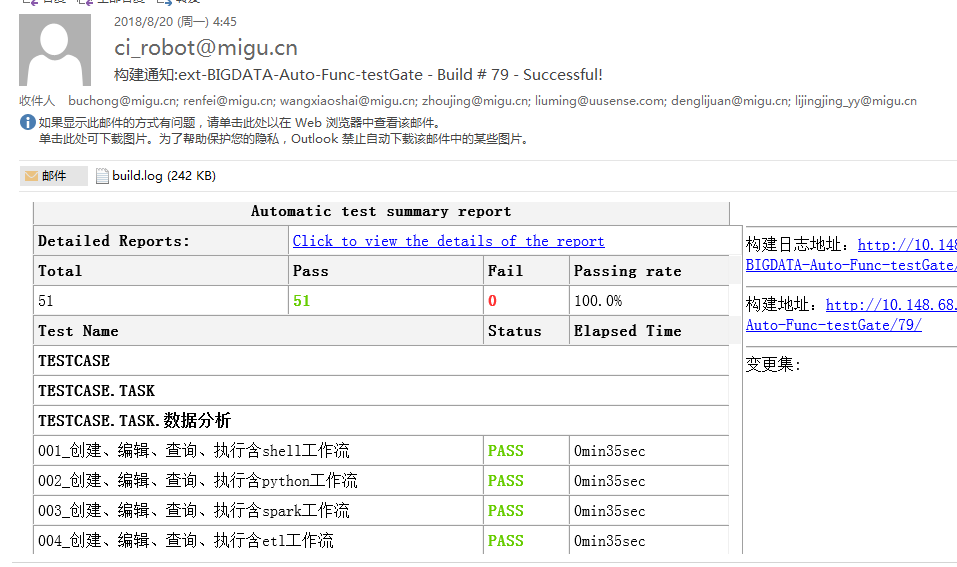 2018/8/20 (周一) 4:45
ci_robot@migu.cn
构建通知:ext-BIGDATA-Auto-Func-testGate - Build # 79 - Successful!
收件人 buchong@migu.cn; renfei@migu.cn; wangxiaoshai@migu.cn; zhoujing@migu.cn; liuming@uusense.com; denglijuan@migu.cn; lijingjing_yy@migu.cn
如果显示此邮件的方式有问题，请单击此处以在 Web 浏览器中查看该邮件。
单击此处可下载图片。为了帮助保护您的隐私，Outlook 禁止自动下载该邮件中的某些图片。
邮件 build.log (242 KB)
Automatic test summary report
Detailed Reports: Click to view the details of the report
Total Pass Fail Passing rate
51 51 0 100.0%
Test Name Status Elapsed Time
TESTCASE
TESTCASE.TASK
TESTCASE.TASK.数据分析
001_创建、编辑、查询、执行含shell工作流 PASS 0min35sec
002_创建、编辑、查询、执行含python工作流 PASS 0min35sec
003_创建、编辑、查询、执行含spark工作流 PASS 0min35sec
004_创建、编辑、查询、执行含etl工作流 PASS 0min35sec
构建日志地址：http://10.148
BIGDATA-Auto-Func-testGate/
构建地址：http://10.148.68.
Auto-Func-testGate/79/
变更集: